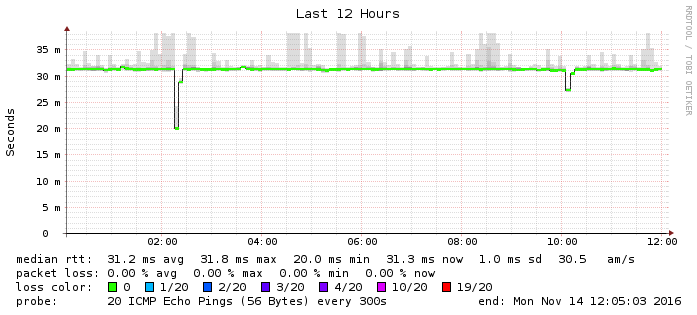 Last 12 Hours
RRDTOOL / TOBI OETIKER
Seconds
35 m
30 m
25 m
20 m
15 m
10 m
5 m
0
02:00 04:00 06:00 08:00 10:00 12:00
median rtt: 31.2 ms avg 31.8 ms max 20.0 ms min 31.3 ms now 1.0 ms sd 30.5 am/s
packet loss: 0.00 % avg 0.00 % max 0.00 % min 0.00 % now
loss color: 0 1/20 2/20 3/20 4/20 10/20 19/20
probe: 20 ICMP Echo Pings (56 Bytes) every 300s end: Mon Nov 14 12:05:03 2016